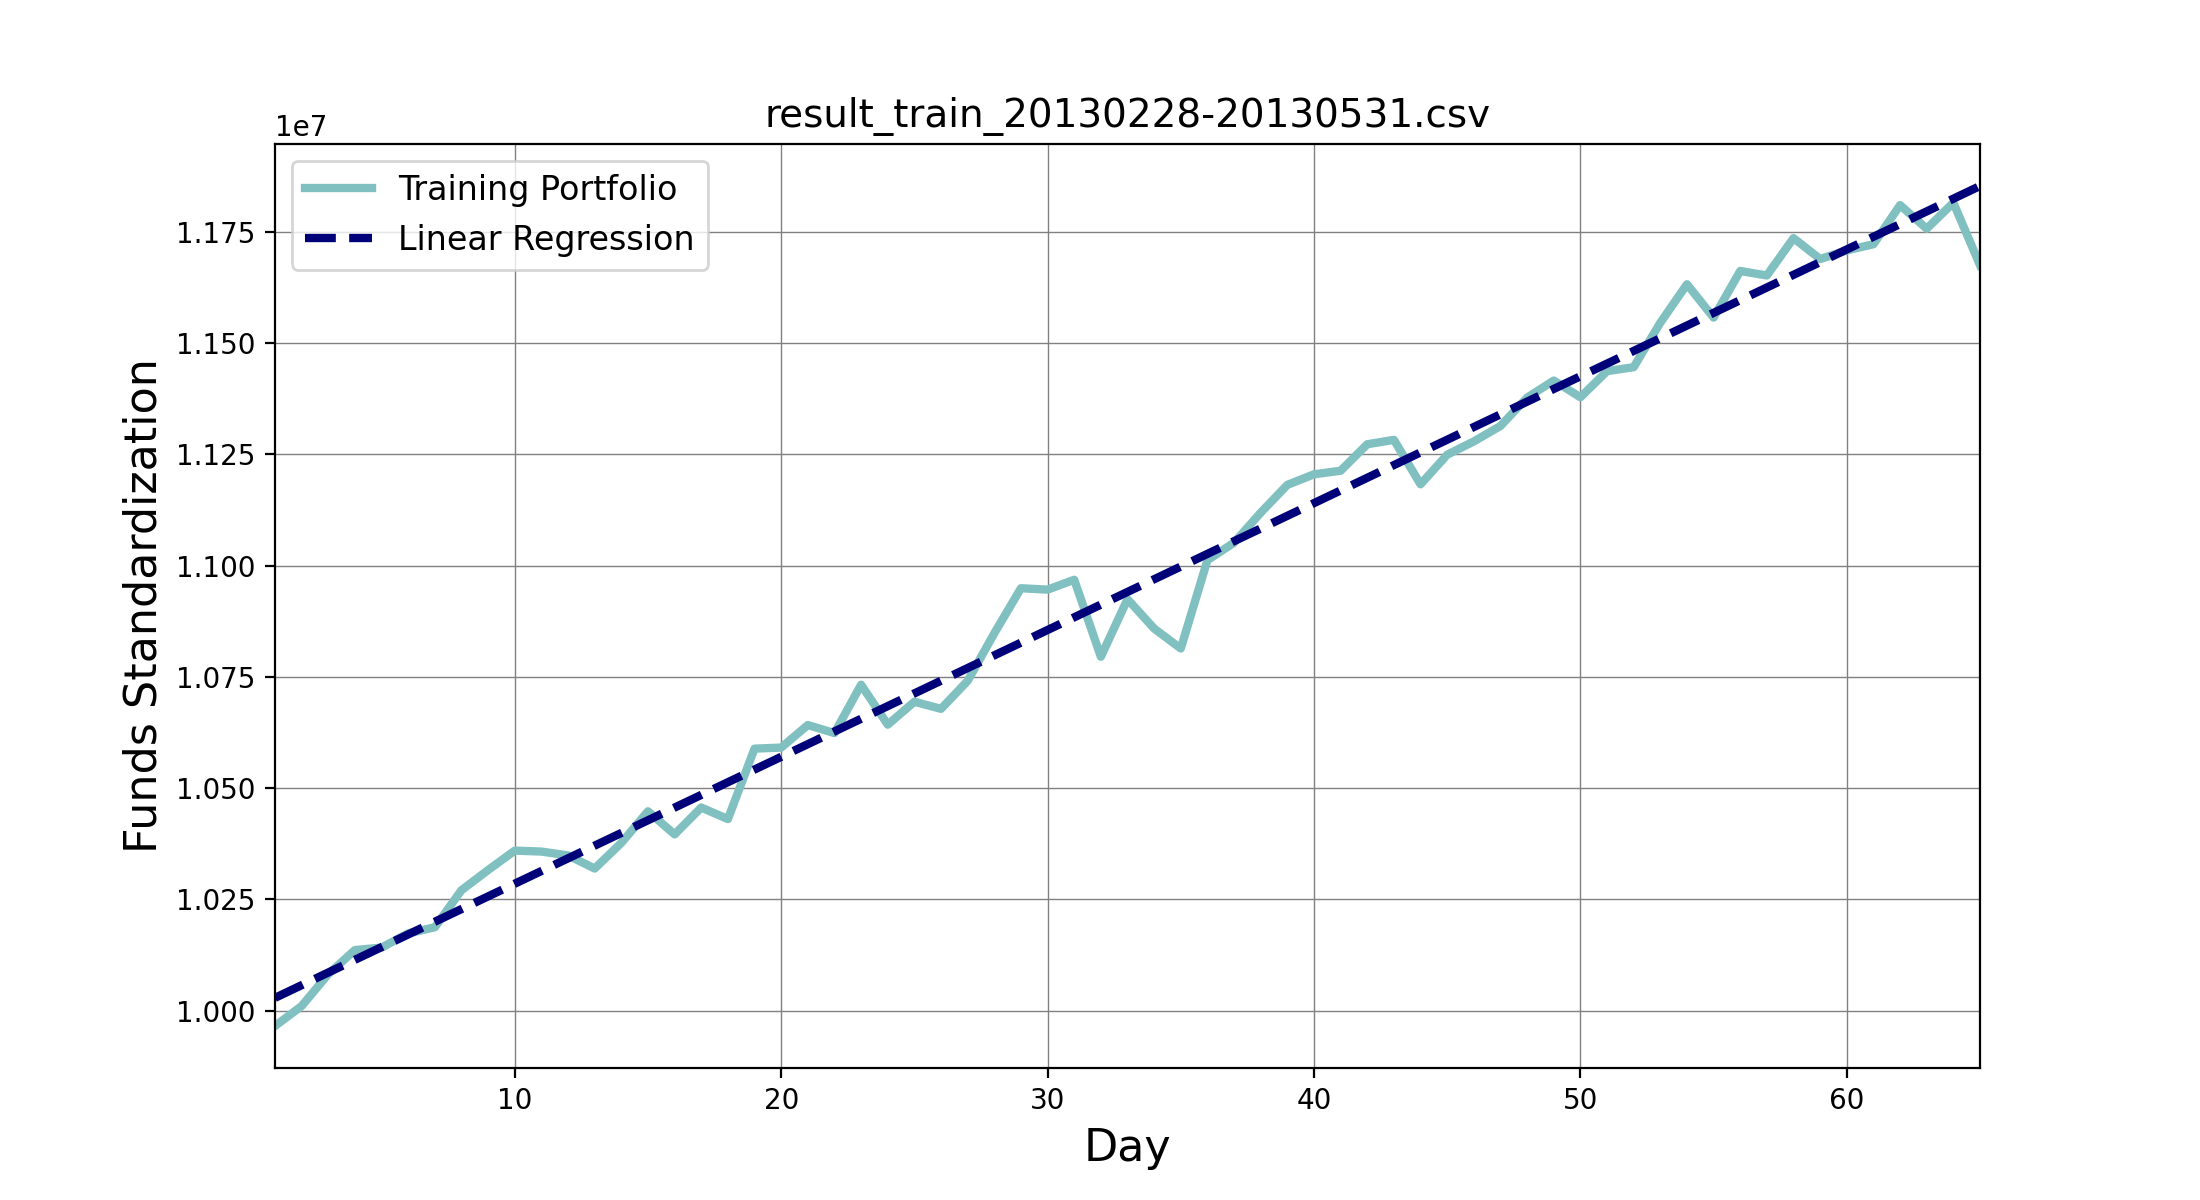 result_train_20130228-20130531.csv
1e7
Training Portfolio
Linear Regression
1.175
1.150
1.125
1.100
1.075
1.050
1.025
1.000
Funds Standardization
10 20 30 40 50 60
Day